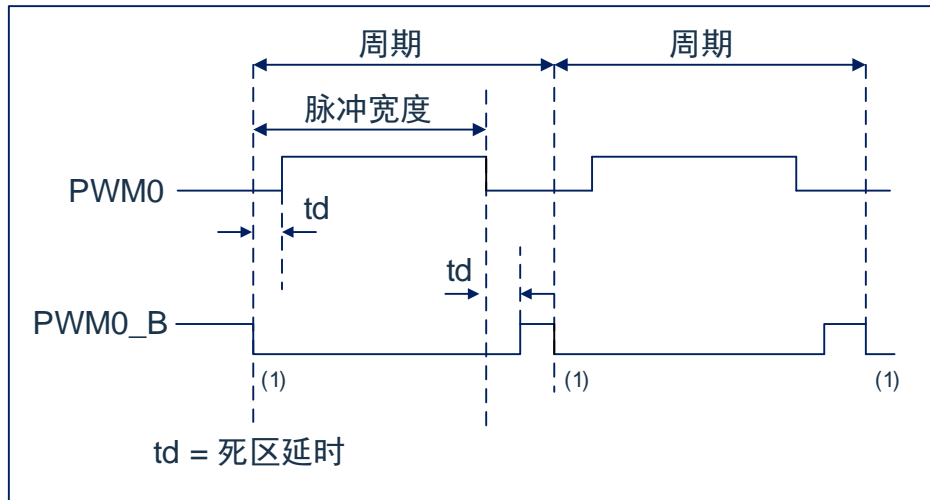 周期 周期
脉冲宽度
PWM0
td
td
PWM0_B
(1) (1) (1)
td = 死区延时